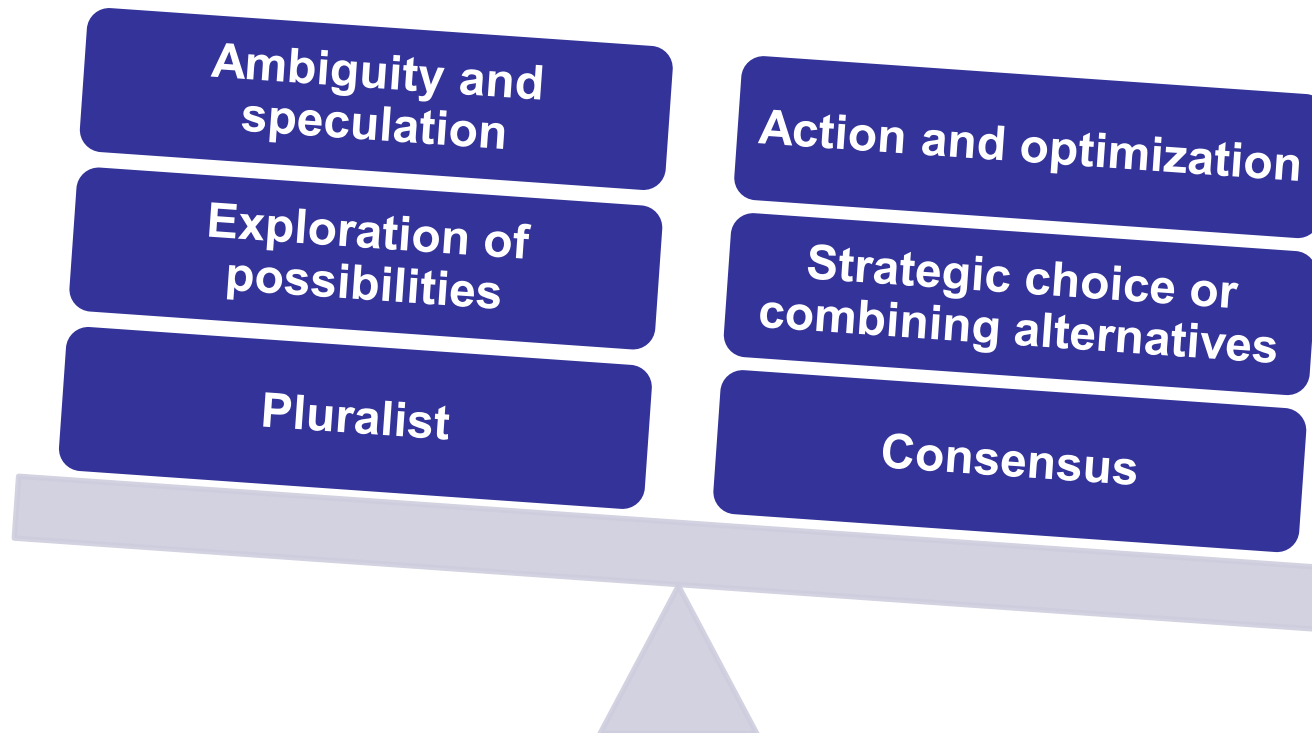 Ambiguity and
speculation
Exploration of
possibilities
Pluralist
Action and optimization
Strategic choice or
combining alternatives
Consensus